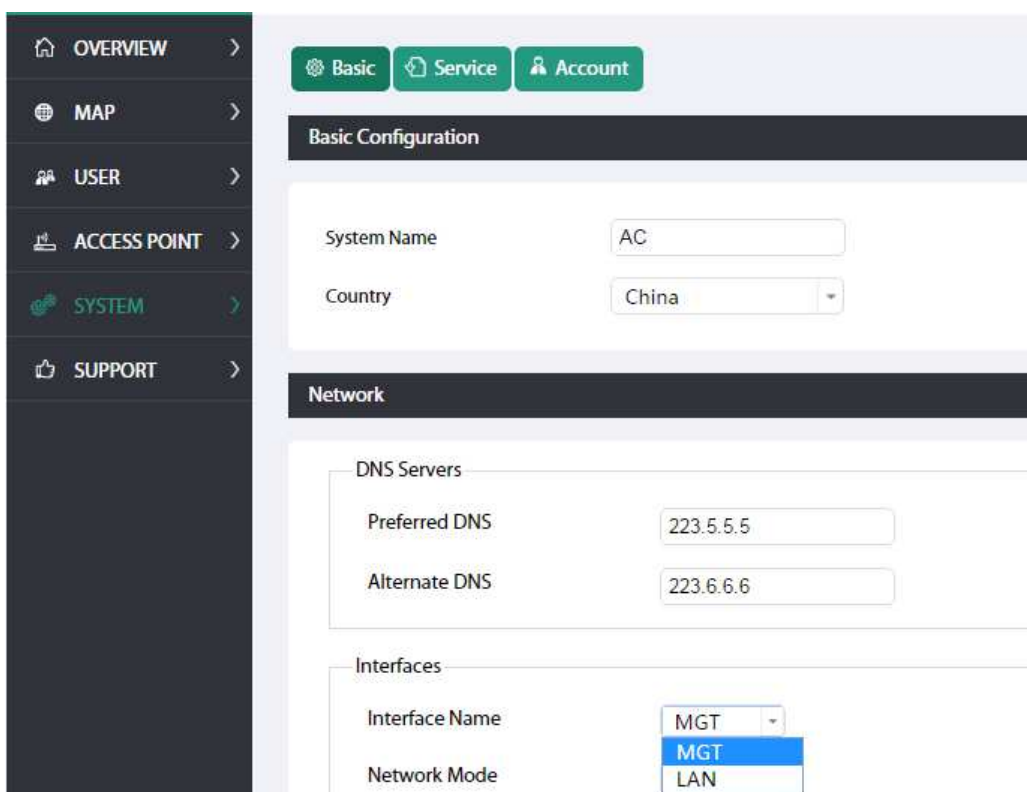 OVERVIEW
MAP
USER
ACCESS POINT
SYSTEM
SUPPORT
Basic Service Account
Basic Configuration
System Name AC
Country China
Network
DNS Servers
Preferred DNS 223.5.5.5
Alternate DNS 223.6.6.6
Interfaces
Interface Name MGT
MGT
Network Mode LAN